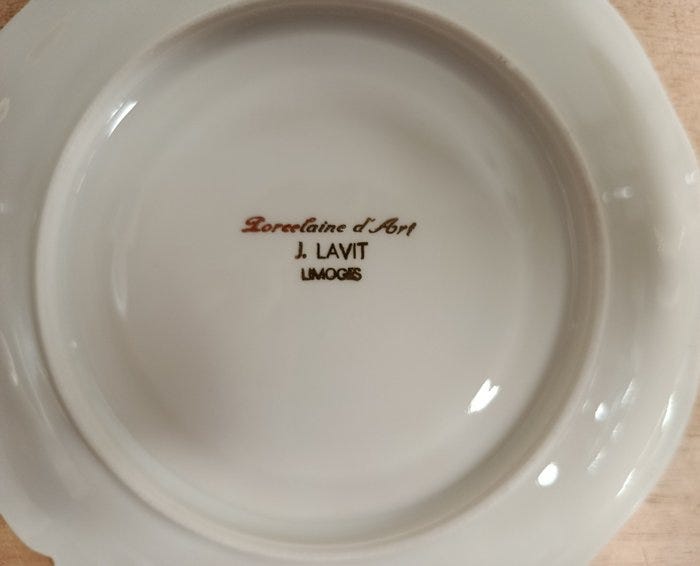 Porcelaine d'Art
J. LAVIT
LIMOGES